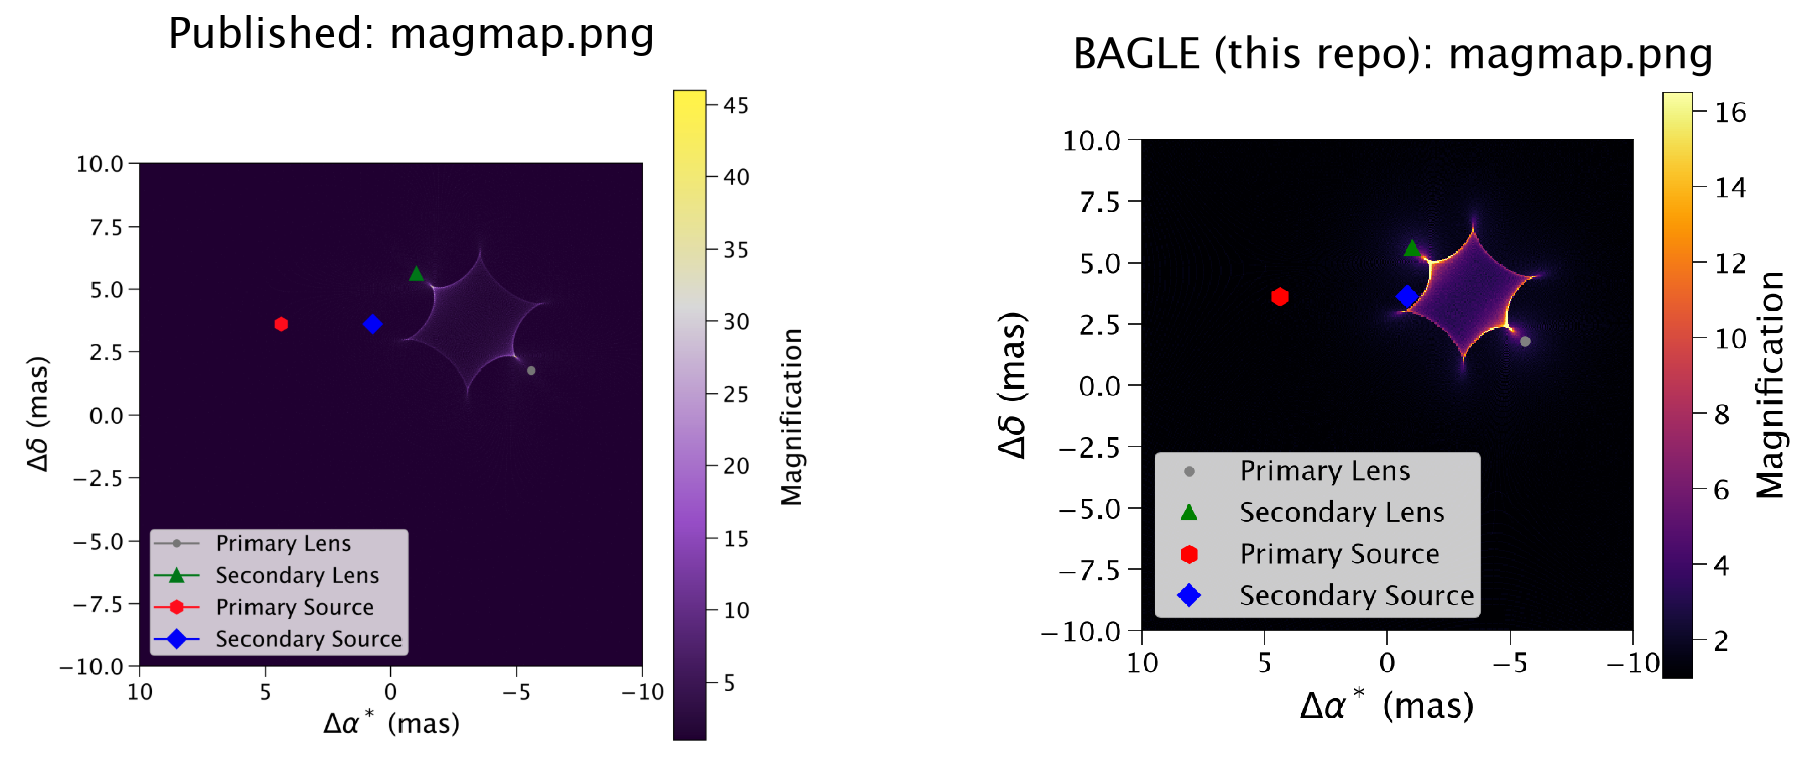 Published: magmap.png
10.0
7.5
5.0
2.5
0.0
−2.5
−5.0
−7.5
−10.0
Δδ (mas)
10 5 0 −5 −10
Δα* (mas)
Primary Lens
Secondary Lens
Primary Source
Secondary Source
45
40
35
30
25
20
15
10
5
Magnification
BAGLE (this repo): magmap.png
10.0
7.5
5.0
2.5
0.0
−2.5
−5.0
−7.5
−10.0
Δδ (mas)
10 5 0 −5 −10
Δα* (mas)
Primary Lens
Secondary Lens
Primary Source
Secondary Source
16
14
12
10
8
6
4
2
Magnification